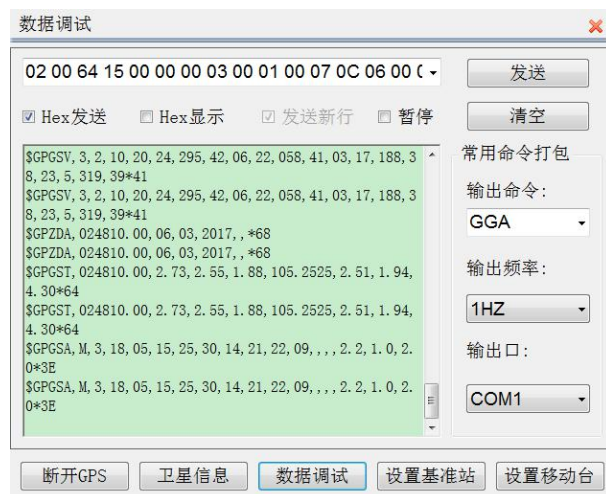 数据调试
02 00 64 15 00 00 00 03 00 01 00 07 0C 06 00
发送
Hex发送
Hex显示
发送新行
暂停
清空
$GPGSV, 3, 2, 10, 20, 24, 295, 42, 06, 22, 058, 41, 03, 17, 188, 3
8, 23, 5, 319, 39*41
$GPGSV, 3, 2, 10, 20, 24, 295, 42, 06, 22, 058, 41, 03, 17, 188, 3
8, 23, 5, 319, 39*41
$GPZDA, 024810.00, 06, 03, 2017, , *68
$GPZDA, 024810.00, 06, 03, 2017, , *68
$GPGST, 024810.00, 2.73, 2.55, 1.88, 105.2525, 2.51, 1.94,
4.30*64
$GPGST, 024810.00, 2.73, 2.55, 1.88, 105.2525, 2.51, 1.94,
4.30*64
$GPGSA, M, 3, 18, 05, 15, 25, 30, 14, 21, 22, 09, , , , 2.2, 1.0, 2.
0*3E
$GPGSA, M, 3, 18, 05, 15, 25, 30, 14, 21, 22, 09, , , , 2.2, 1.0, 2.
0*3E
常用命令打包
输出命令:
GGA
输出频率:
1HZ
输出口:
COM1
断开GPS
卫星信息
数据调试
设置基准站
设置移动台